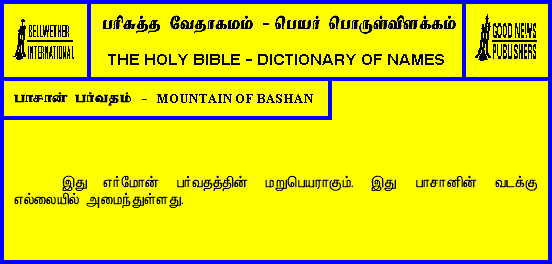 BELLWETHER
INTERNATIONAL
பரிசுத்த வேதாகமம் - பெயர் பொருள்விளக்கம்
THE HOLY BIBLE - DICTIONARY OF NAMES
GOOD NEWS
PUBLISHERS
பாசான் பர்வதம் - MOUNTAIN OF BASHAN
இது எர்மோன் பர்வதத்தின் மறுபெயராகும். இது பாசானின் வடக்கு
எல்லையில் அமைந்துள்ளது.